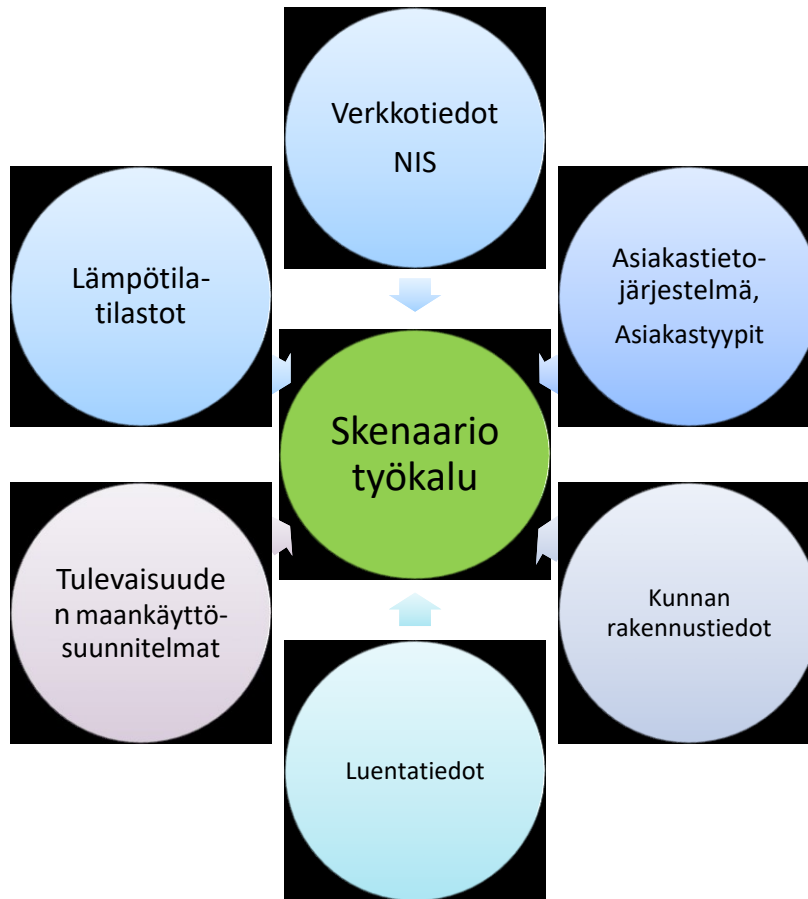 Verkkotiedot
NIS
Lämpötila-
tilastot
Asiakastieto-
järjestelmä,
Asiakastyypit
Skenaario
työkalu
Tulevaisuude
n maankäyttö-
suunnitelmat
Kunnan
rakennustiedot
Luentatiedot